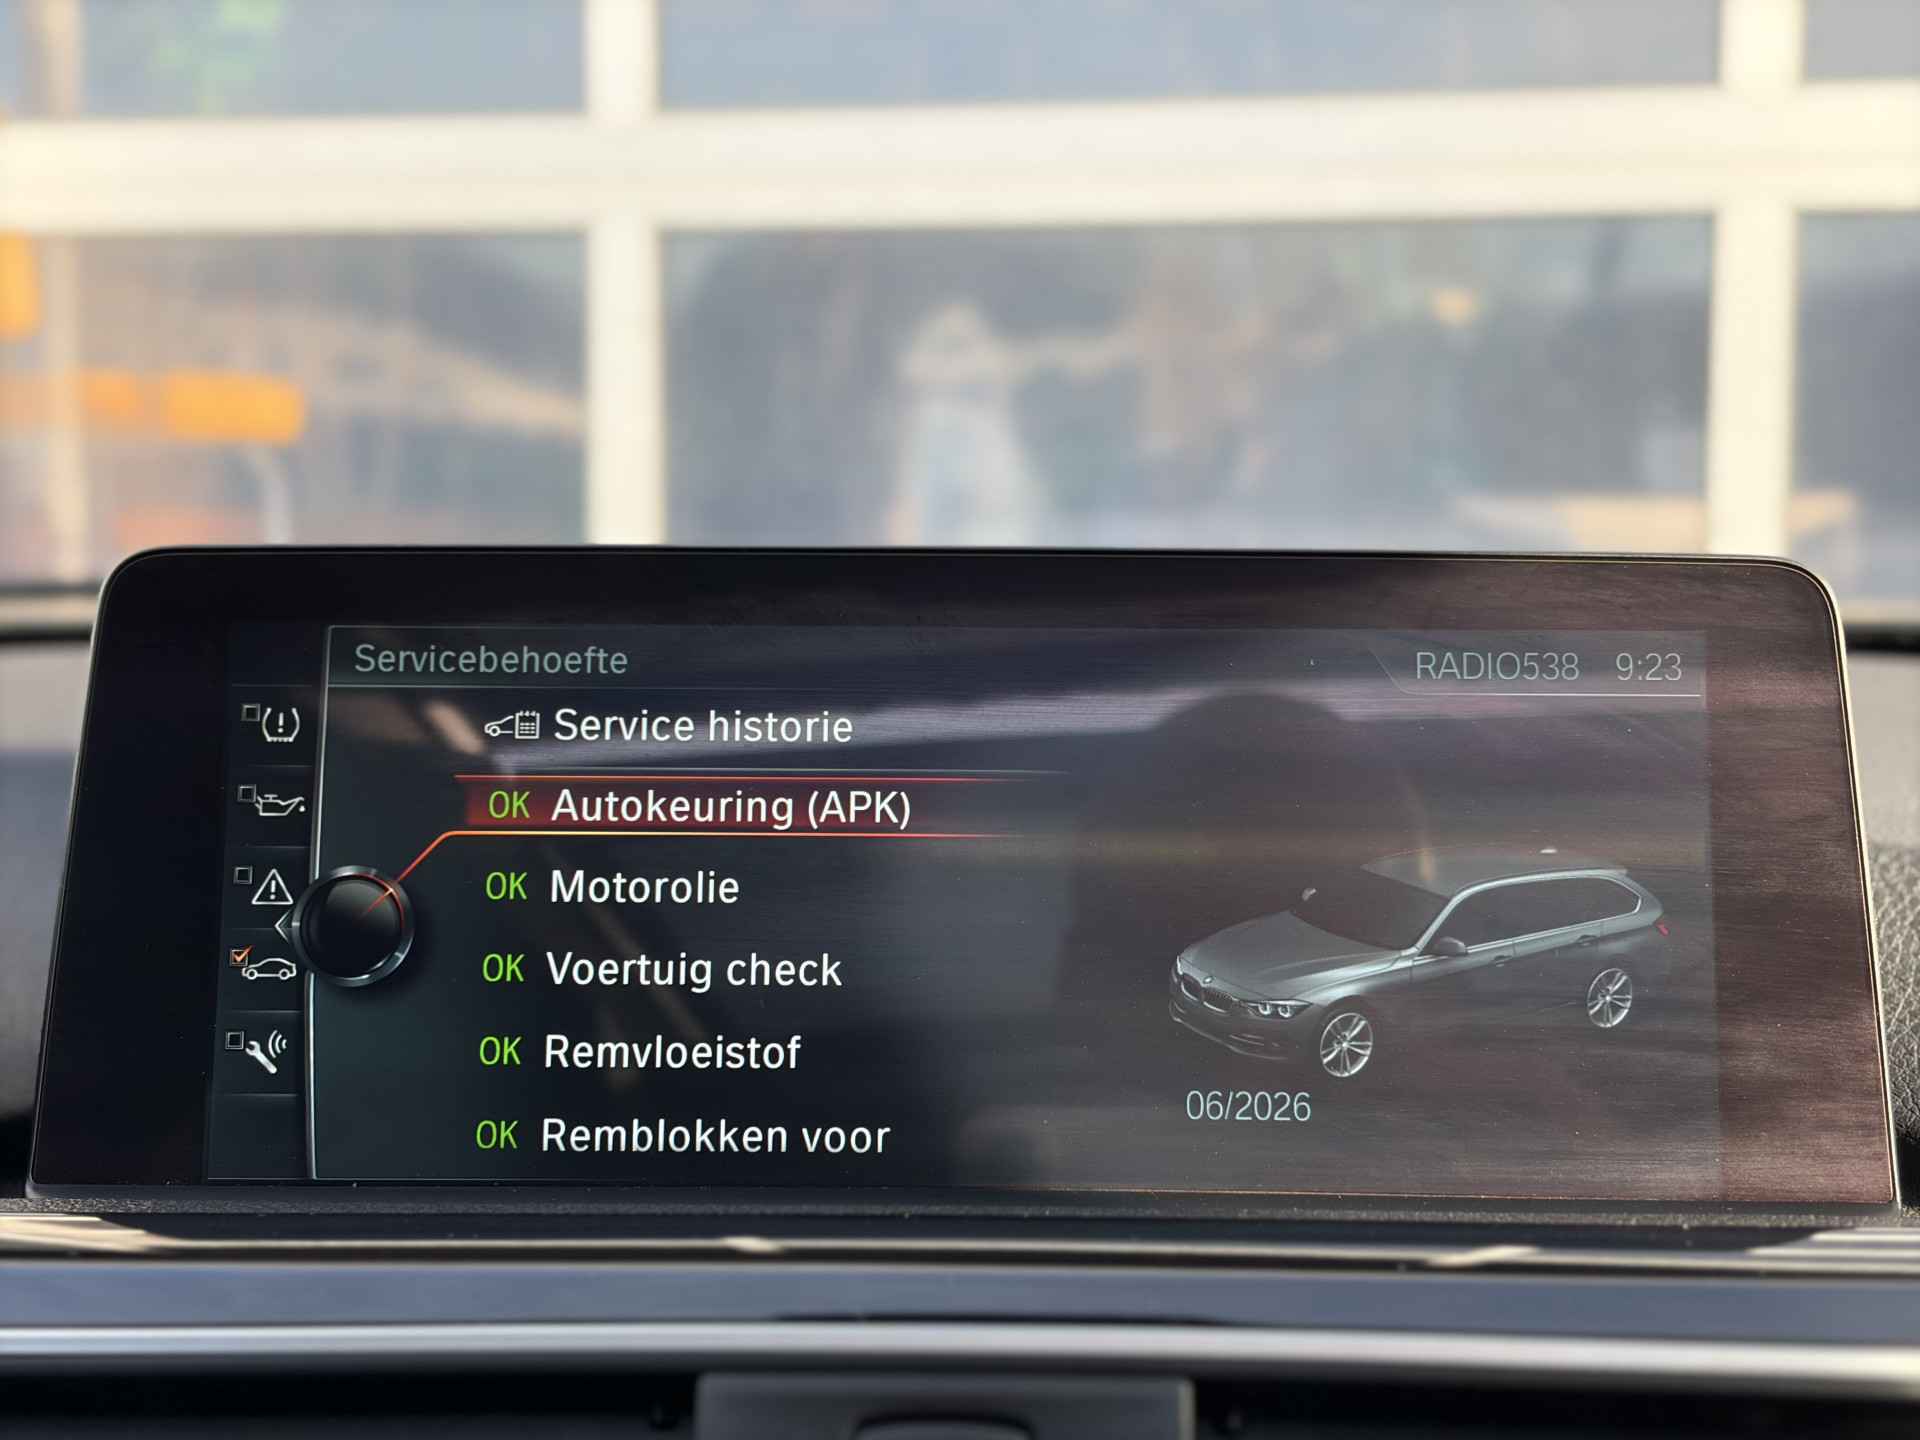 Servicebehoefte
RADIO538 9:23
Service historie
OK Autokeuring (APK)
OK Motorolie
OK Voertuig check
OK Remvloeistof
OK Remblokken voor
06/2026